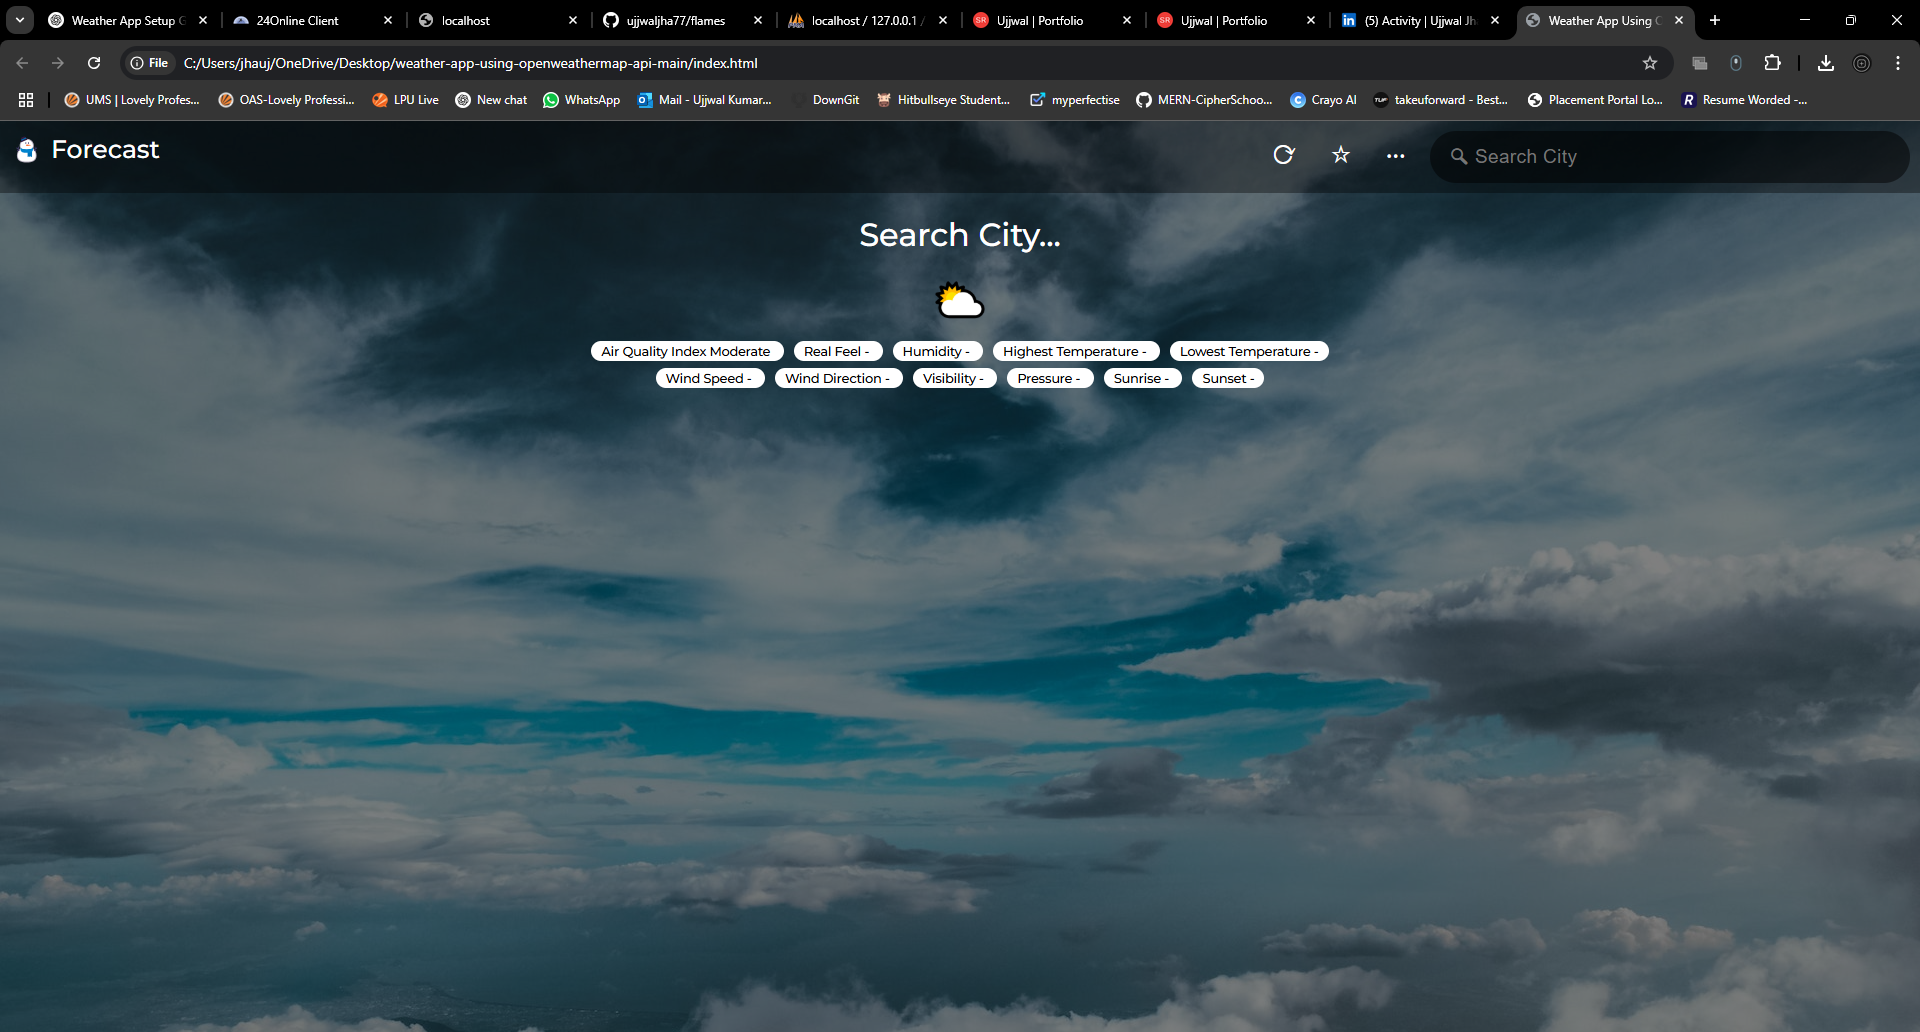 Weather App Setup G
24Online Client
localhost
ujjwaljha77/flames
localhost / 127.0.0.1 /
Ujjwal | Portfolio
Ujjwal | Portfolio
(5) Activity | Ujjwal Jh
Weather App Using O
File
C:/Users/jhauj/OneDrive/Desktop/weather-app-using-openweathermap-api-main/index.html
UMS | Lovely Profes...
OAS-Lovely Professi...
LPU Live
New chat
WhatsApp
Mail - Ujjwal Kumar...
DownGit
Hitbullseye Student...
myperfectise
MERN-CipherSchoo...
Crayo AI
takeuforward - Best...
Placement Portal Lo...
Resume Worded -...
Forecast
Search City
Search City...
Air Quality Index Moderate
Real Feel -
Humidity -
Highest Temperature -
Lowest Temperature -
Wind Speed -
Wind Direction -
Visibility -
Pressure -
Sunrise -
Sunset -